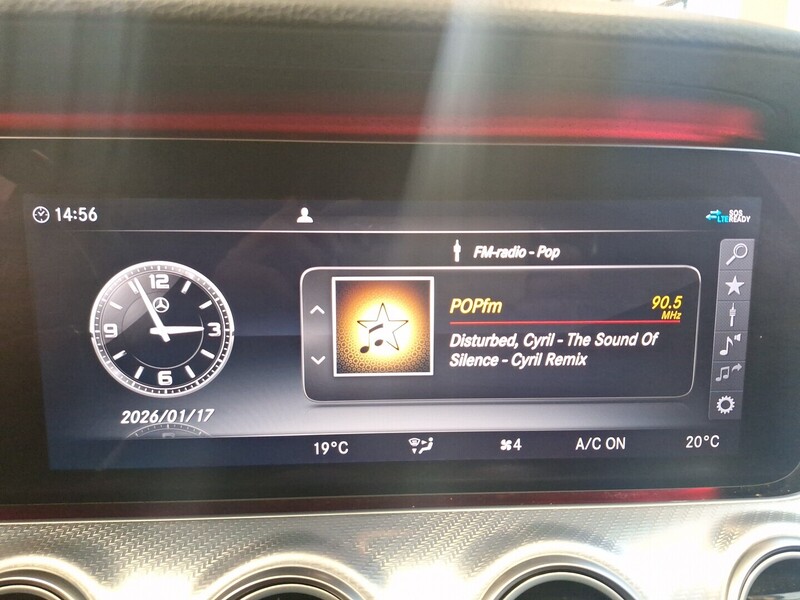 14:56
SOS
LTE READY
FM-radio - Pop
12
3
6
9
POPfm
90.5
MHz
Disturbed, Cyril - The Sound Of
Silence - Cyril Remix
2026/01/17
19°C
4
A/C ON
20°C